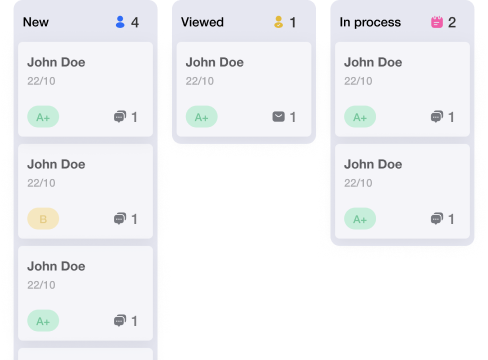 New 4
John Doe
22/10
A+ 1
John Doe
22/10
B 1
John Doe
22/10
A+ 1
Viewed 1
John Doe
22/10
A+ 1
In process 2
John Doe
22/10
A+ 1
John Doe
22/10
A+ 1